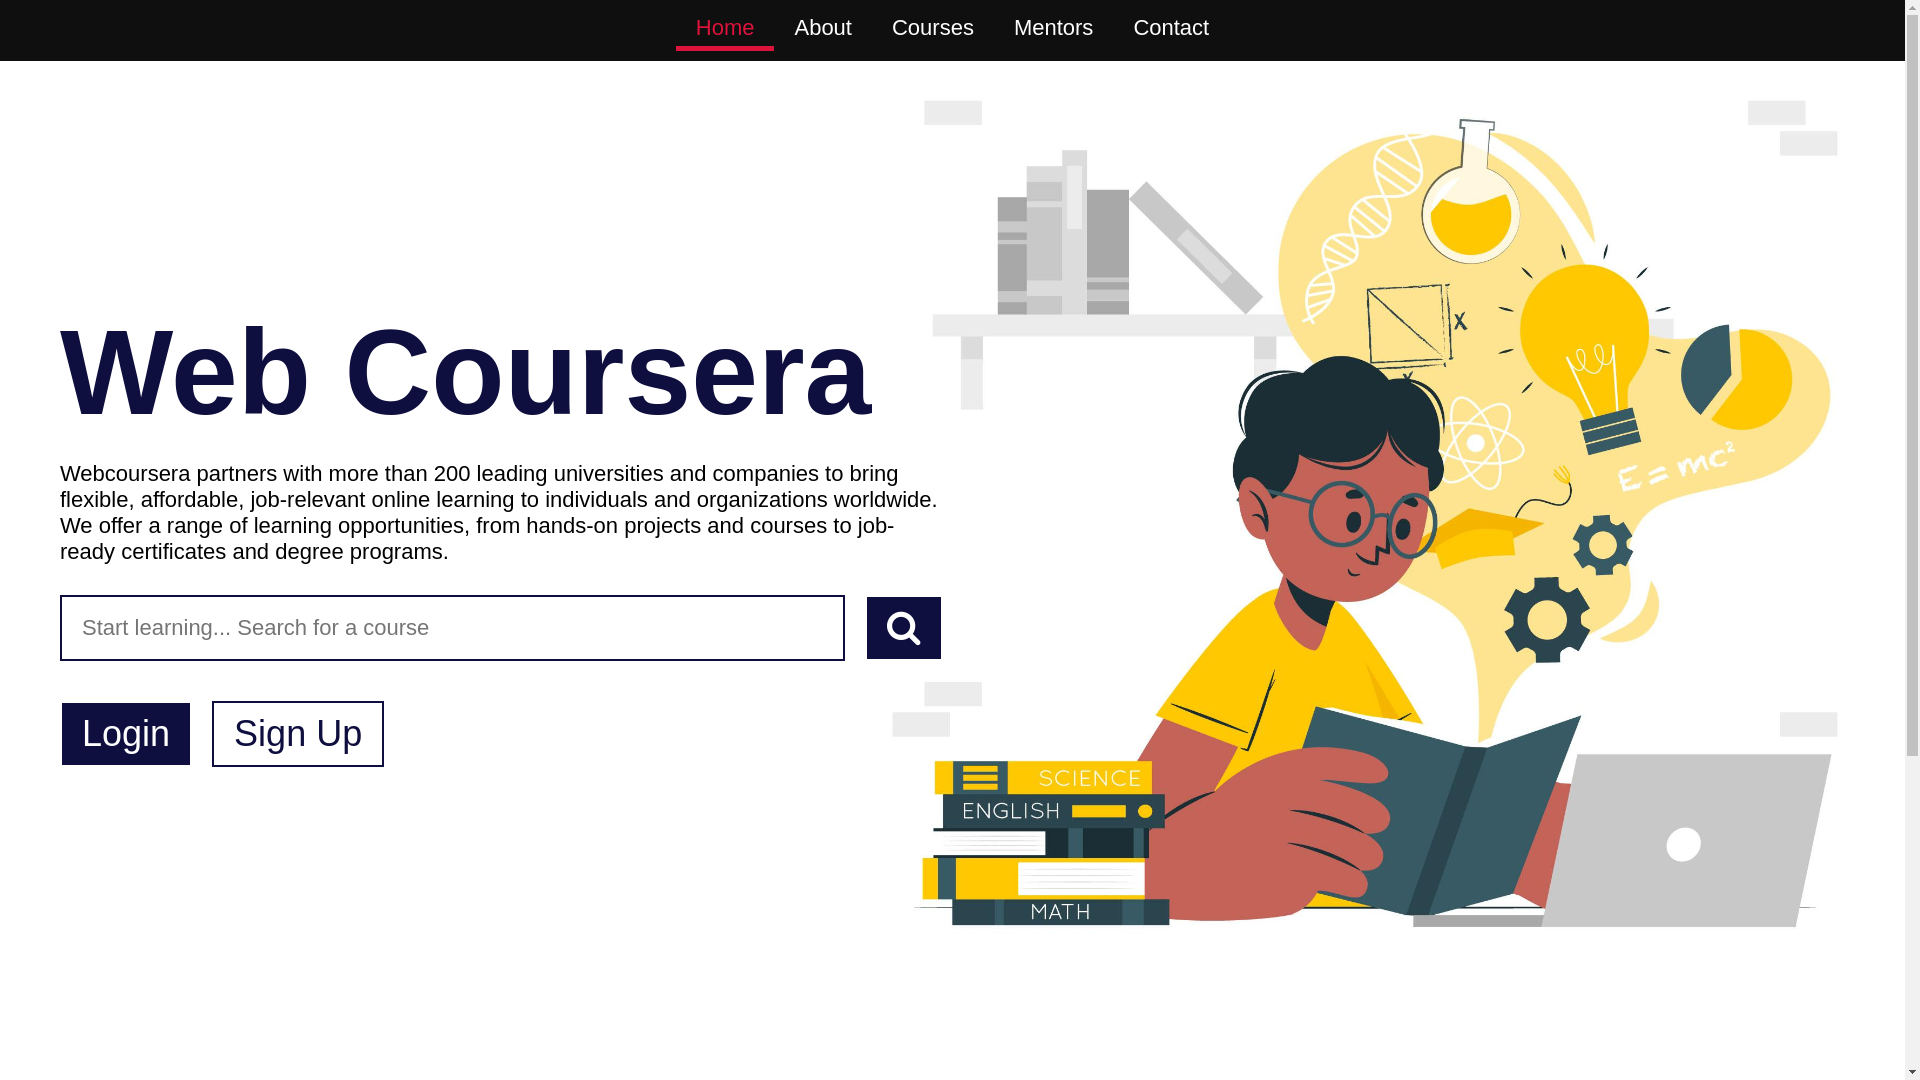 Home About Courses Mentors Contact
Web Coursera
Webcoursera partners with more than 200 leading universities and companies to bring
flexible, affordable, job-relevant online learning to individuals and organizations worldwide.
We offer a range of learning opportunities, from hands-on projects and courses to job-
ready certificates and degree programs.
Start learning... Search for a course
Login Sign Up
X
X
E = mc²
SCIENCE
ENGLISH
MATH